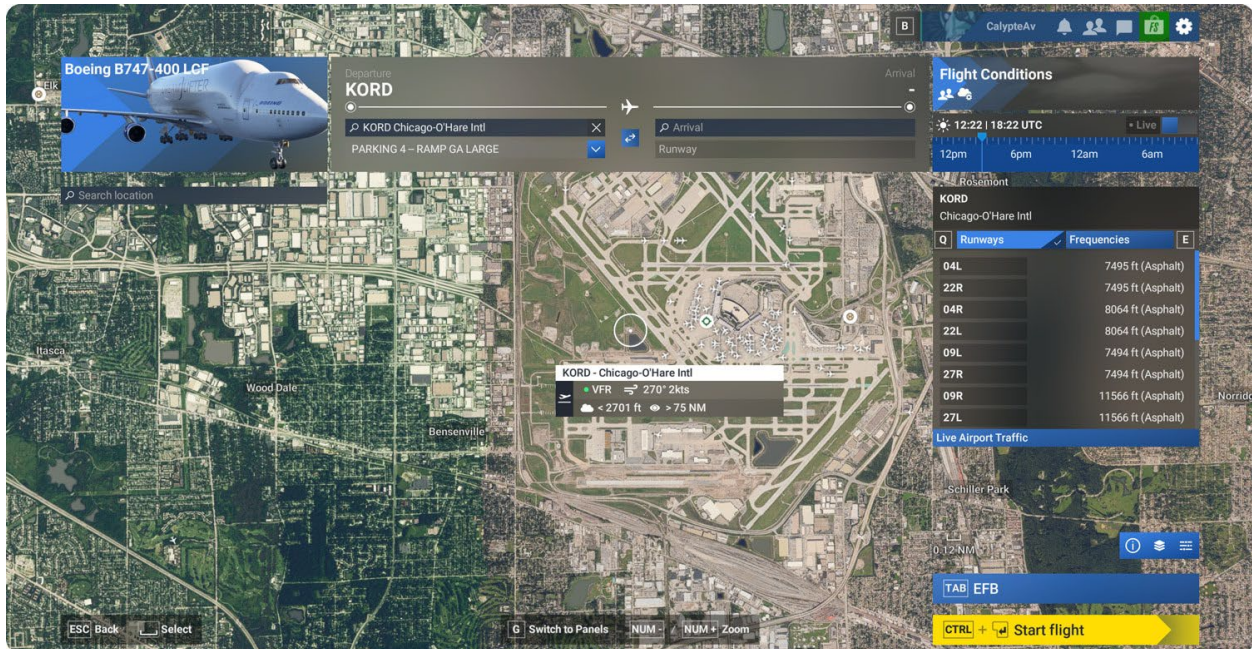 B
CalypteAv
FS
Boeing B747-400 LCF
Departure
KORD
Arrival
-
KORD Chicago-O'Hare Intl
PARKING 4 – RAMP GA LARGE
Arrival
Runway
Flight Conditions
12:22 | 18:22 UTC
Live
12pm 6pm 12am 6am
Elk
Search location
Rosemont
KORD
Chicago-O'Hare Intl
Q Runways Frequencies E
04L 7495 ft (Asphalt)
22R 7495 ft (Asphalt)
04R 8064 ft (Asphalt)
22L 8064 ft (Asphalt)
09L 7494 ft (Asphalt)
27R 7494 ft (Asphalt)
09R 11566 ft (Asphalt)
27L 11566 ft (Asphalt)
Live Airport Traffic
Itasca
Wood Dale
Bensenville
Norridg
KORD - Chicago-O'Hare Intl
VFR 270° 2kts
< 2701 ft > 75 NM
Schiller Park
0.12 NM
TAB EFB
CTRL + Start flight
ESC Back Select
G Switch to Panels NUM - / NUM + Zoom